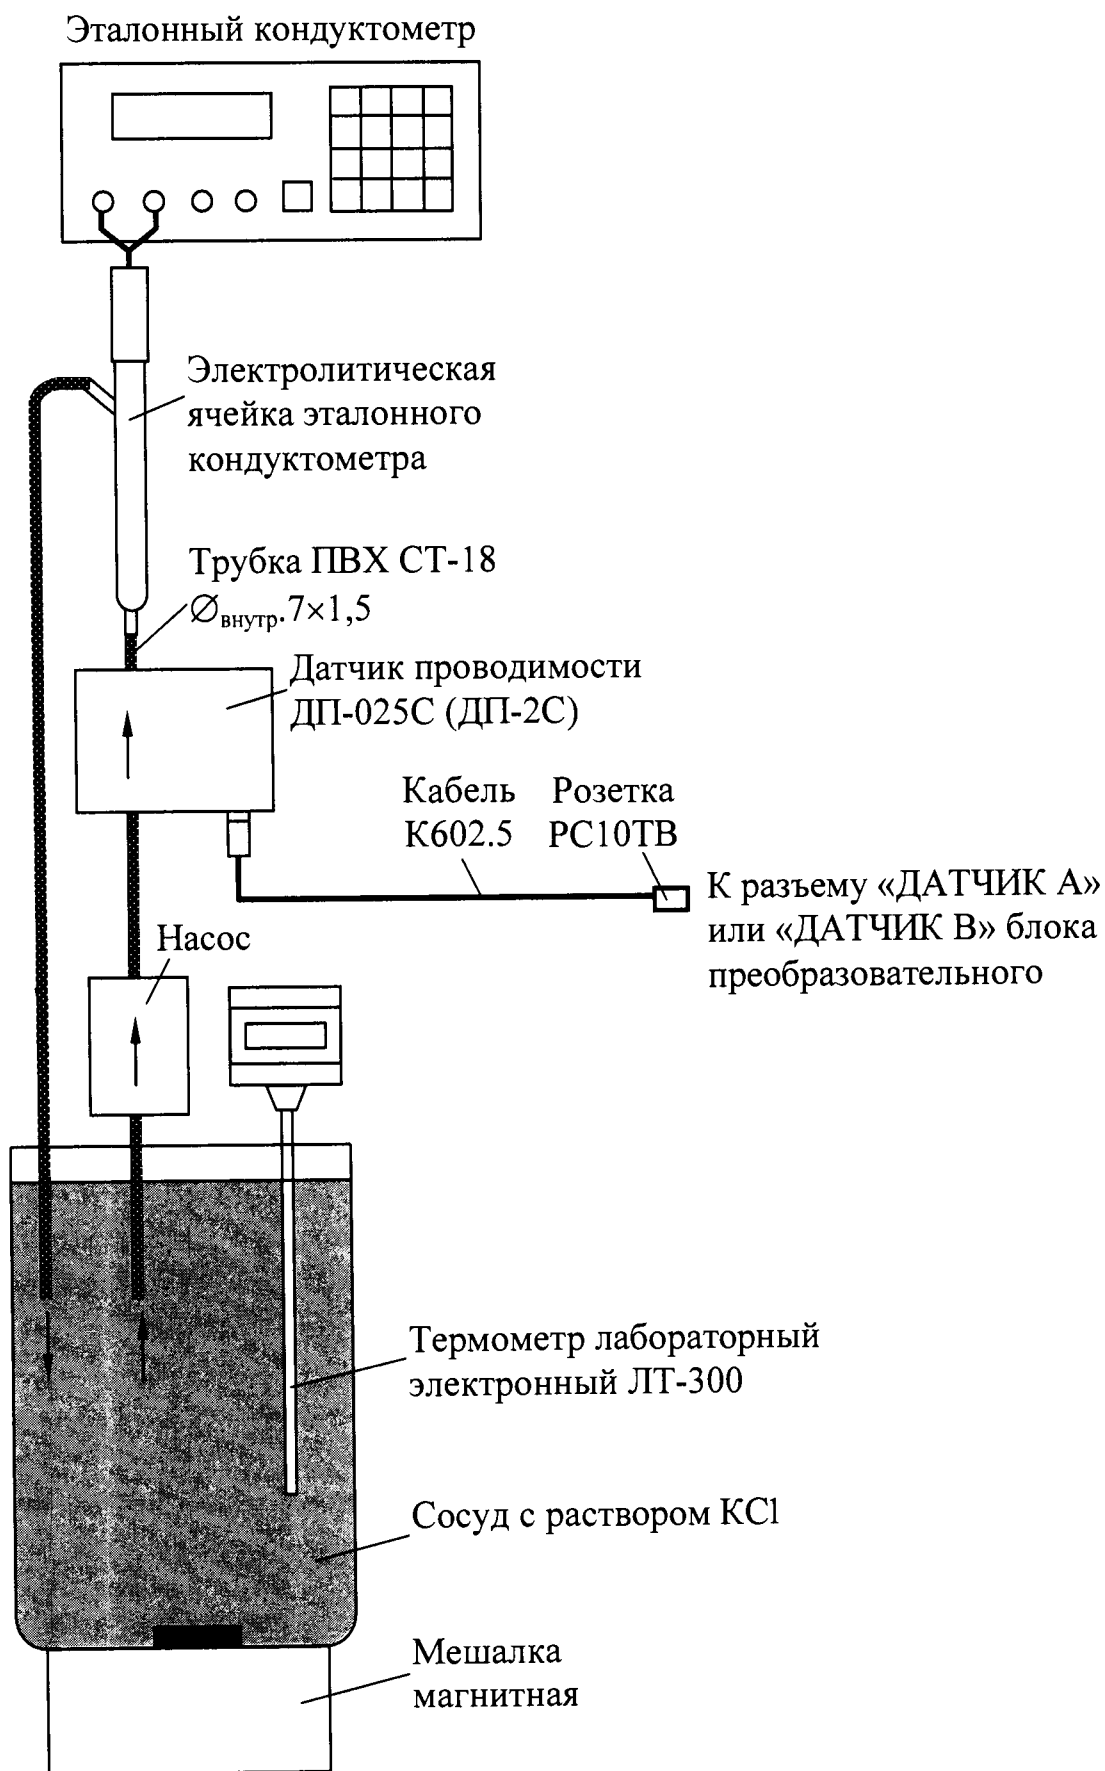 Эталонный кондуктометр
Электролитическая
ячейка эталонного
кондуктометра
Трубка ПВХ СТ-18
∅внутр.7×1,5
Датчик проводимости
ДП-025С (ДП-2С)
Кабель
К602.5
Розетка
РС10ТВ
К разъему «ДАТЧИК А»
или «ДАТЧИК В» блока
преобразовательного
Насос
Термометр лабораторный
электронный ЛТ-300
Сосуд с раствором KCl
Мешалка
магнитная